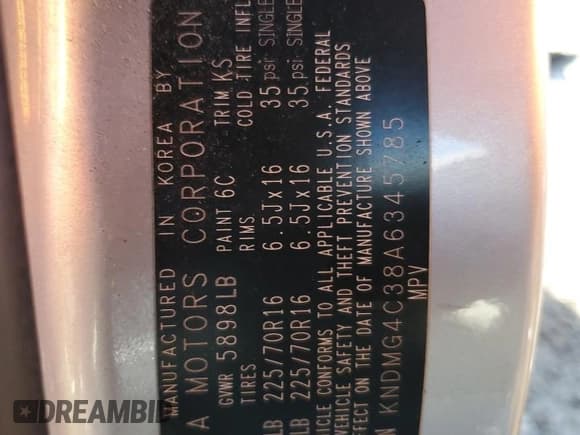 MANUFACTURED IN KOREA BY
A MOTORS CORPORATION
GVWR 5898LB PAINT 6C TRIM KS
TIRES RIMS COLD TIRE INFL
LB 225/70R16 6.5Jx16 35psi SINGLE
LB 225/70R16 6.5Jx16 35psi SINGLE
ICLE CONFORMS TO ALL APPLICABLE U.S.A. FEDERAL
VEHICLE SAFETY AND THEFT PREVENTION STANDARDS
EFFECT ON THE DATE OF MANUFACTURE SHOWN ABOVE
N KNDMG4C38A6345785
MPV
DREAMBID